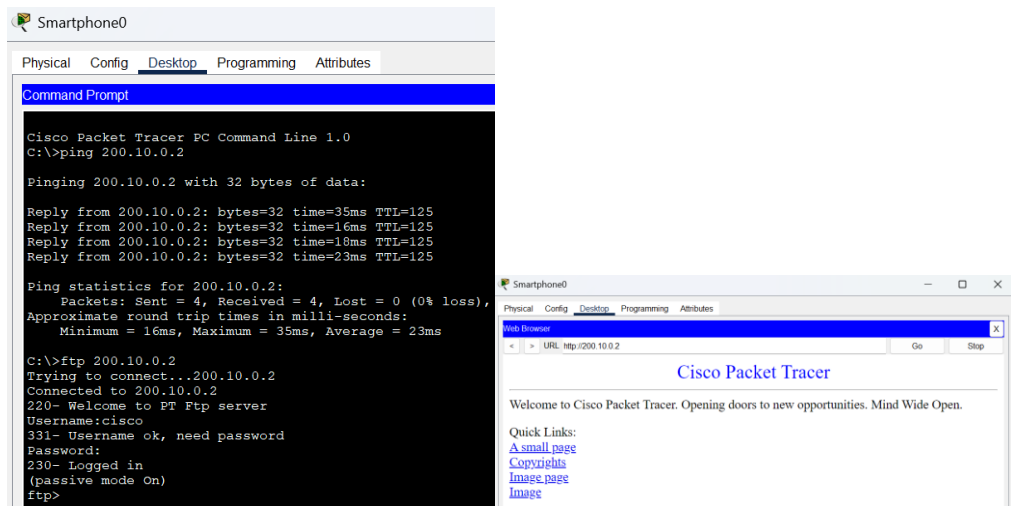 Smartphone0
Physical Config Desktop Programming Attributes
Command Prompt
Cisco Packet Tracer PC Command Line 1.0
C:\>ping 200.10.0.2
Pinging 200.10.0.2 with 32 bytes of data:
Reply from 200.10.0.2: bytes=32 time=35ms TTL=125
Reply from 200.10.0.2: bytes=32 time=16ms TTL=125
Reply from 200.10.0.2: bytes=32 time=18ms TTL=125
Reply from 200.10.0.2: bytes=32 time=23ms TTL=125
Ping statistics for 200.10.0.2:
Packets: Sent = 4, Received = 4, Lost = 0 (0% loss),
Approximate round trip times in milli-seconds:
Minimum = 16ms, Maximum = 35ms, Average = 23ms
C:\>ftp 200.10.0.2
Trying to connect...200.10.0.2
Connected to 200.10.0.2
220- Welcome to PT Ftp server
Username:cisco
331- Username ok, need password
Password:
230- Logged in
(passive mode On)
ftp>
Smartphone0
Physical Config Desktop Programming Attributes
Web Browser X
< > URL http://200.10.0.2 Go Stop
Cisco Packet Tracer
Welcome to Cisco Packet Tracer. Opening doors to new opportunities. Mind Wide Open.
Quick Links:
A small page
Copyrights
Image page
Image